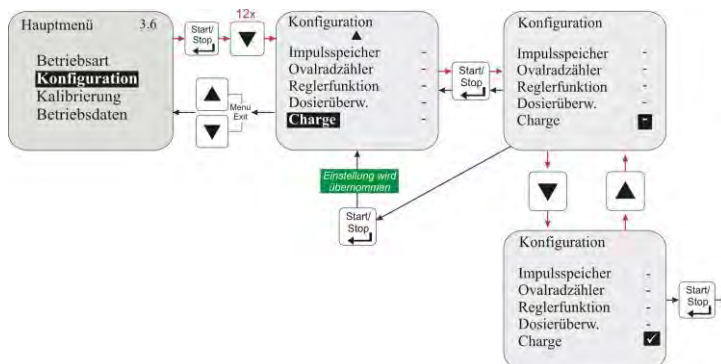 Hauptmenü 3.6
Betriebsart
Konfiguration
Kalibrierung
Betriebsdaten
Start/
Stop
12x
Menu
Exit
Konfiguration
Impulsspeicher -
Ovalradzähler -
Reglerfunktion -
Dosierüberw. -
Charge -
Start/
Stop
Konfiguration
Impulsspeicher -
Ovalradzähler -
Reglerfunktion -
Dosierüberw. -
Charge -
Einstellung wird
übernommen
Start/
Stop
Konfiguration
Impulsspeicher -
Ovalradzähler -
Reglerfunktion -
Dosierüberw. -
Charge ✓
Start/
Stop